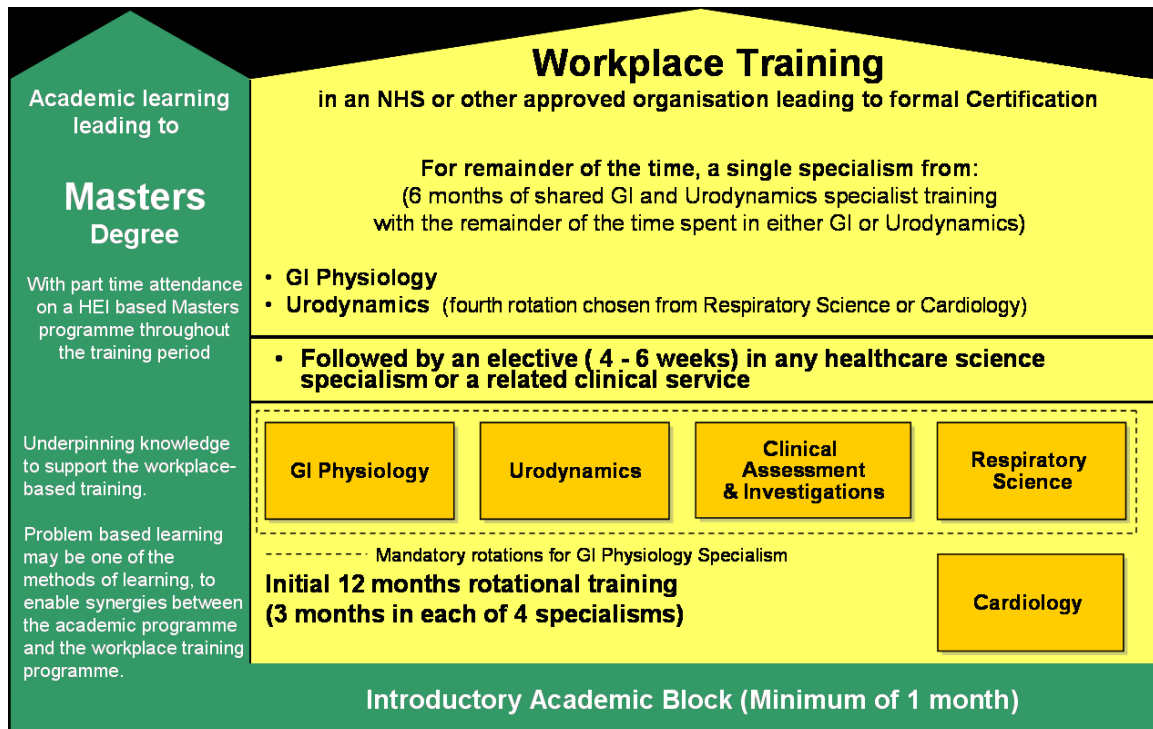 Academic learning
leading to
Masters
Degree
With part time attendance
on a HEI based Masters
programme throughout
the training period
Underpinning knowledge
to support the workplace-
based training.
Problem based learning
may be one of the
methods of learning, to
enable synergies between
the academic programme
and the workplace training
programme.
Workplace Training
in an NHS or other approved organisation leading to formal Certification
For remainder of the time, a single specialism from:
(6 months of shared GI and Urodynamics specialist training
with the remainder of the time spent in either GI or Urodynamics)
• GI Physiology
• Urodynamics (fourth rotation chosen from Respiratory Science or Cardiology)
• Followed by an elective ( 4 - 6 weeks) in any healthcare science
specialism or a related clinical service
GI Physiology
Urodynamics
Clinical
Assessment
& Investigations
Respiratory
Science
Mandatory rotations for GI Physiology Specialism
Initial 12 months rotational training
(3 months in each of 4 specialisms)
Cardiology
Introductory Academic Block (Minimum of 1 month)